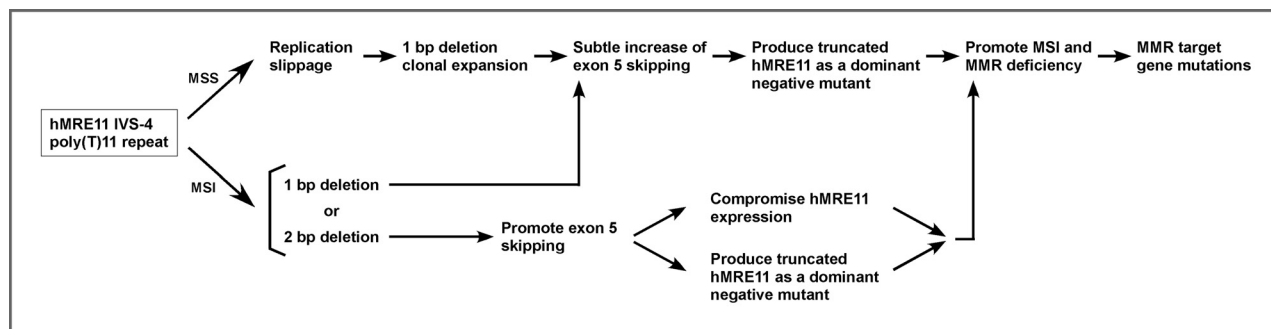 hMRE11 IVS-4
poly(T)11 repeat
MSS
MSI
Replication
slippage
1 bp deletion
clonal expansion
Subtle increase of
exon 5 skipping
Produce truncated
hMRE11 as a dominant
negative mutant
Promote MSI and
MMR deficiency
MMR target
gene mutations
1 bp deletion
or
2 bp deletion
Promote exon 5
skipping
Compromise hMRE11
expression
Produce truncated
hMRE11 as a dominant
negative mutant